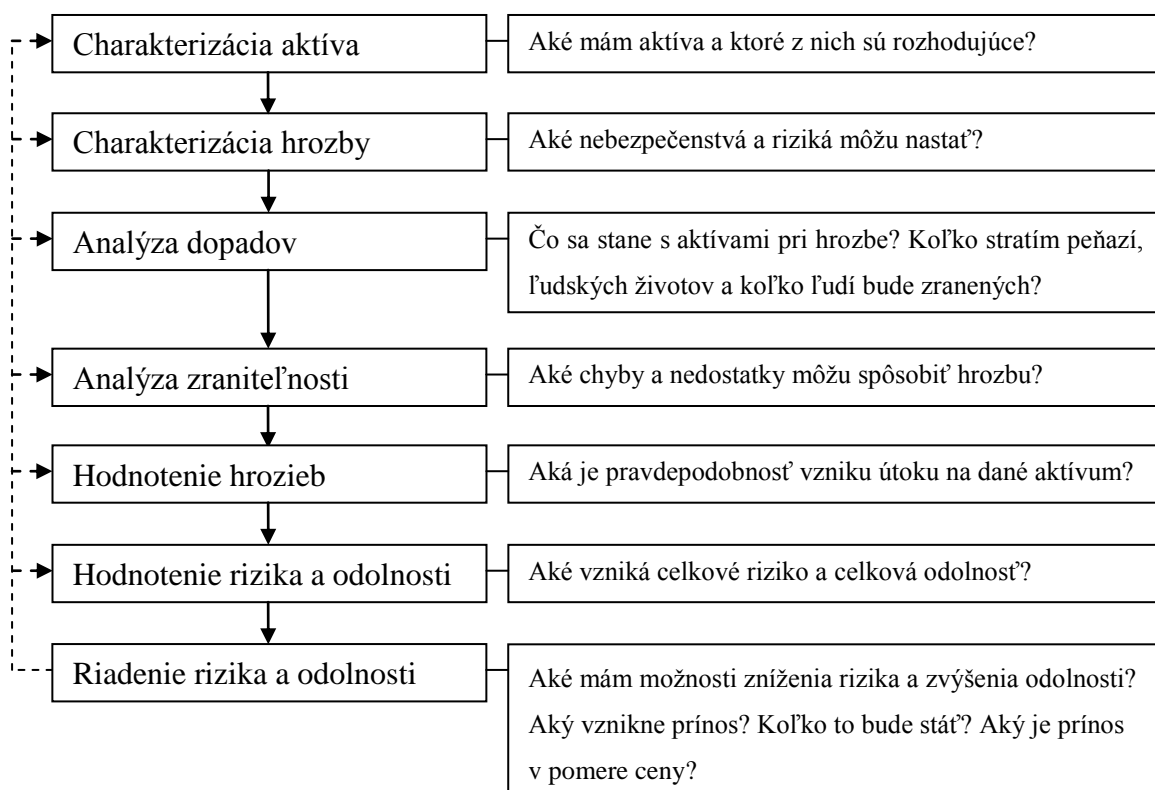 Charakterizácia aktíva
Aké mám aktíva a ktoré z nich sú rozhodujúce?
Charakterizácia hrozby
Aké nebezpečenstvá a riziká môžu nastať?
Analýza dopadov
Čo sa stane s aktívami pri hrozbe? Koľko stratím peňazí,
ľudských životov a koľko ľudí bude zranených?
Analýza zraniteľnosti
Aké chyby a nedostatky môžu spôsobiť hrozbu?
Hodnotenie hrozieb
Aká je pravdepodobnosť vzniku útoku na dané aktívum?
Hodnotenie rizika a odolnosti
Aké vzniká celkové riziko a celková odolnosť?
Riadenie rizika a odolnosti
Aké mám možnosti zníženia rizika a zvýšenia odolnosti?
Aký vznikne prínos? Koľko to bude stáť? Aký je prínos
v pomere ceny?